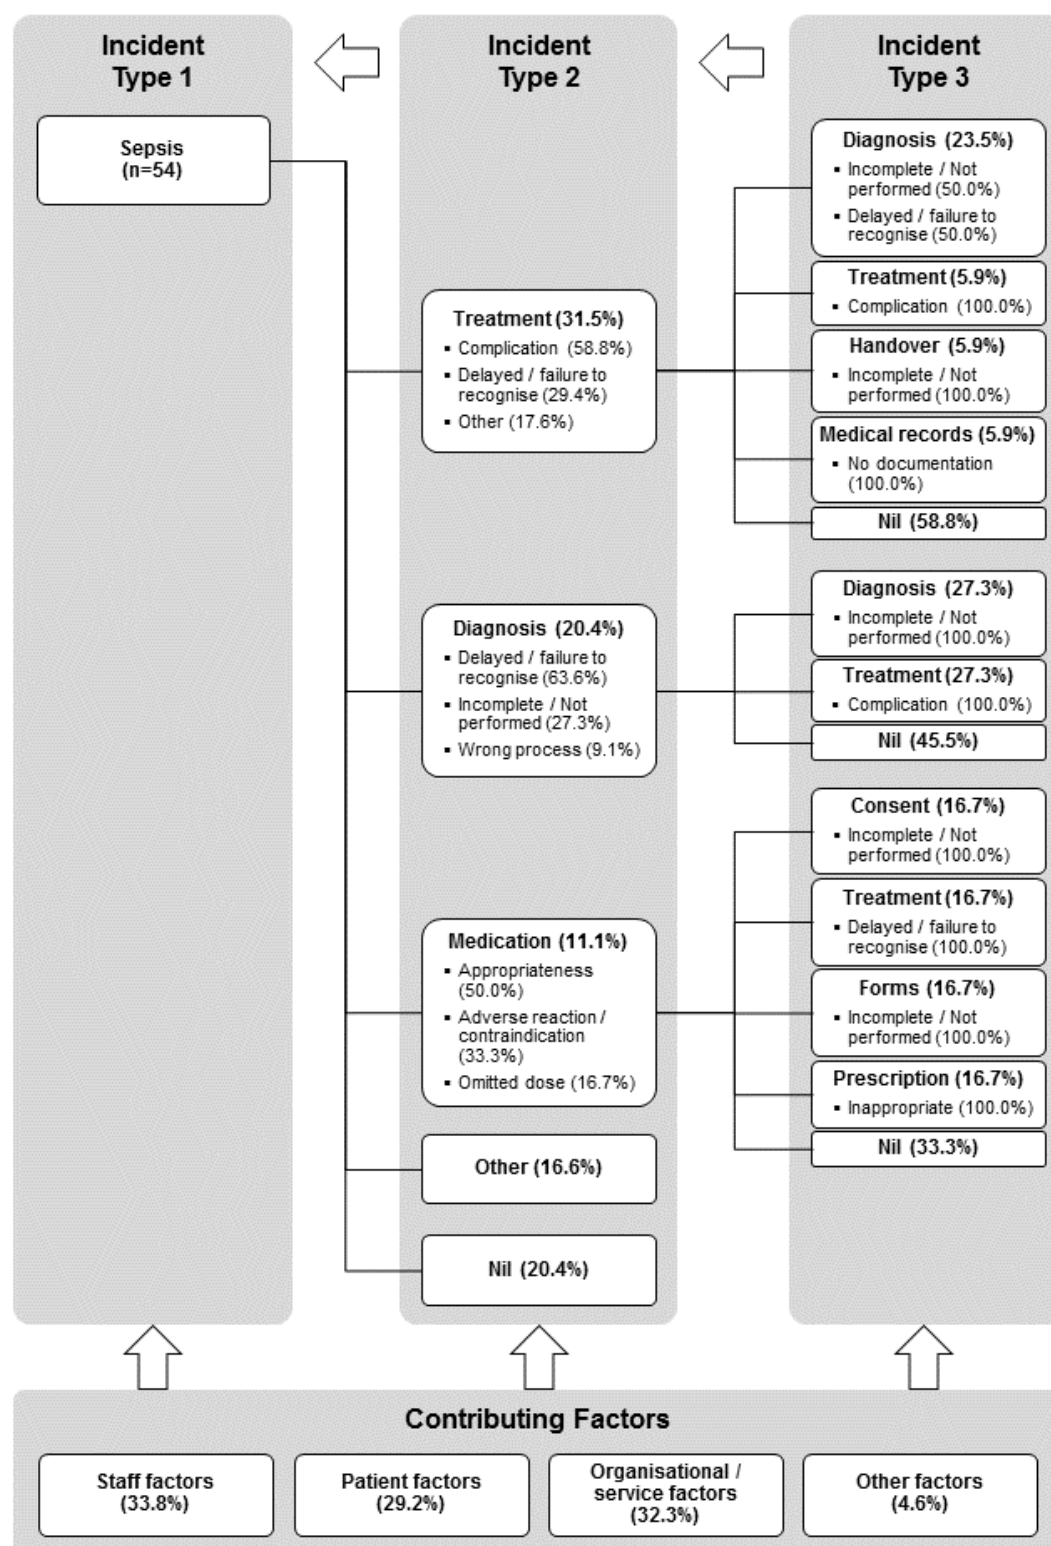 Incident
Type 1
Incident
Type 2
Incident
Type 3
Sepsis
(n=54)
Treatment (31.5%)
▪ Complication (58.8%)
▪ Delayed / failure to
recognise (29.4%)
▪ Other (17.6%)
Diagnosis (20.4%)
▪ Delayed / failure to
recognise (63.6%)
▪ Incomplete / Not
performed (27.3%)
▪ Wrong process (9.1%)
Medication (11.1%)
▪ Appropriateness
(50.0%)
▪ Adverse reaction /
contraindication
(33.3%)
▪ Omitted dose (16.7%)
Other (16.6%)
Nil (20.4%)
Diagnosis (23.5%)
▪ Incomplete / Not
performed (50.0%)
▪ Delayed / failure to
recognise (50.0%)
Treatment (5.9%)
▪ Complication (100.0%)
Handover (5.9%)
▪ Incomplete / Not
performed (100.0%)
Medical records (5.9%)
▪ No documentation
(100.0%)
Nil (58.8%)
Diagnosis (27.3%)
▪ Incomplete / Not
performed (100.0%)
Treatment (27.3%)
▪ Complication (100.0%)
Nil (45.5%)
Consent (16.7%)
▪ Incomplete / Not
performed (100.0%)
Treatment (16.7%)
▪ Delayed / failure to
recognise (100.0%)
Forms (16.7%)
▪ Incomplete / Not
performed (100.0%)
Prescription (16.7%)
▪ Inappropriate (100.0%)
Nil (33.3%)
Contributing Factors
Staff factors
(33.8%)
Patient factors
(29.2%)
Organisational /
service factors
(32.3%)
Other factors
(4.6%)